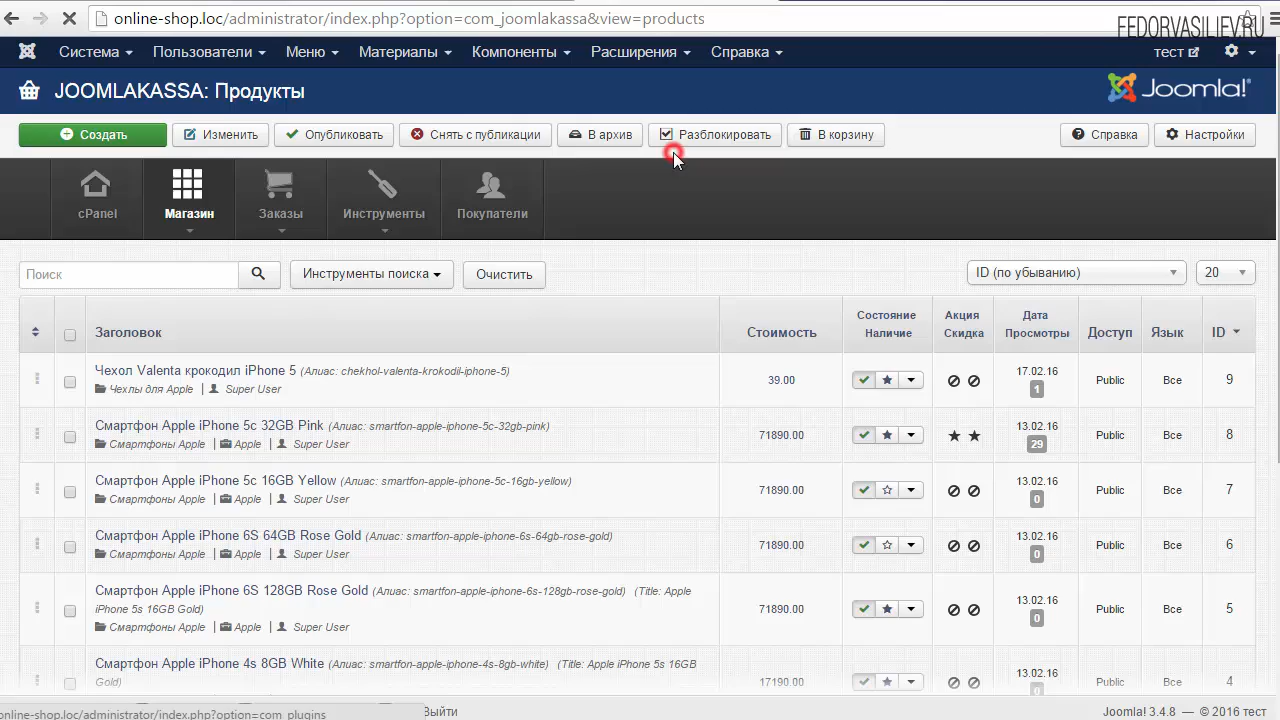 online-shop.loc/administrator/index.php?option=com_joomlakassa&view=products
FEDORVASILIEV.RU
Система Пользователи Меню Материалы Компоненты Расширения Справка тест
JOOMLAKASSA: Продукты Joomla!
Создать Изменить Опубликовать Снять с публикации В архив Разблокировать В корзину Справка Настройки
cPanel Магазин Заказы Инструменты Покупатели
Поиск Инструменты поиска Очистить ID (по убыванию) 20
Заголовок Стоимость Состояние Наличие Акция Скидка Дата Просмотры Доступ Язык ID
Чехол Valenta крокодил iPhone 5 (Алиас: chekhol-valenta-krokodil-iphone-5) 39.00 17.02.16 Public Все 9
Чехлы для Apple | Super User 1
Смартфон Apple iPhone 5c 32GB Pink (Алиас: smartfon-apple-iphone-5c-32gb-pink) 71890.00 13.02.16 Public Все 8
Смартфоны Apple | Apple | Super User 29
Смартфон Apple iPhone 5c 16GB Yellow (Алиас: smartfon-apple-iphone-5c-16gb-yellow) 71890.00 13.02.16 Public Все 7
Смартфоны Apple | Apple | Super User 0
Смартфон Apple iPhone 6S 64GB Rose Gold (Алиас: smartfon-apple-iphone-6s-64gb-rose-gold) 71890.00 13.02.16 Public Все 6
Смартфоны Apple | Apple | Super User 0
Смартфон Apple iPhone 6S 128GB Rose Gold (Алиас: smartfon-apple-iphone-6s-128gb-rose-gold) (Title: Apple
iPhone 5s 16GB Gold) 71890.00 13.02.16 Public Все 5
Смартфоны Apple | Apple | Super User 0
Смартфон Apple iPhone 4s 8GB White (Алиас: smartfon-apple-iphone-4s-8gb-white) (Title: Apple iPhone 5s 16GB
Gold) 17190.00 13.02.16 Public Все 4
0
online-shop.loc/administrator/index.php?option=com_plugins Выйти Joomla! 3.4.8 — © 2016 тест